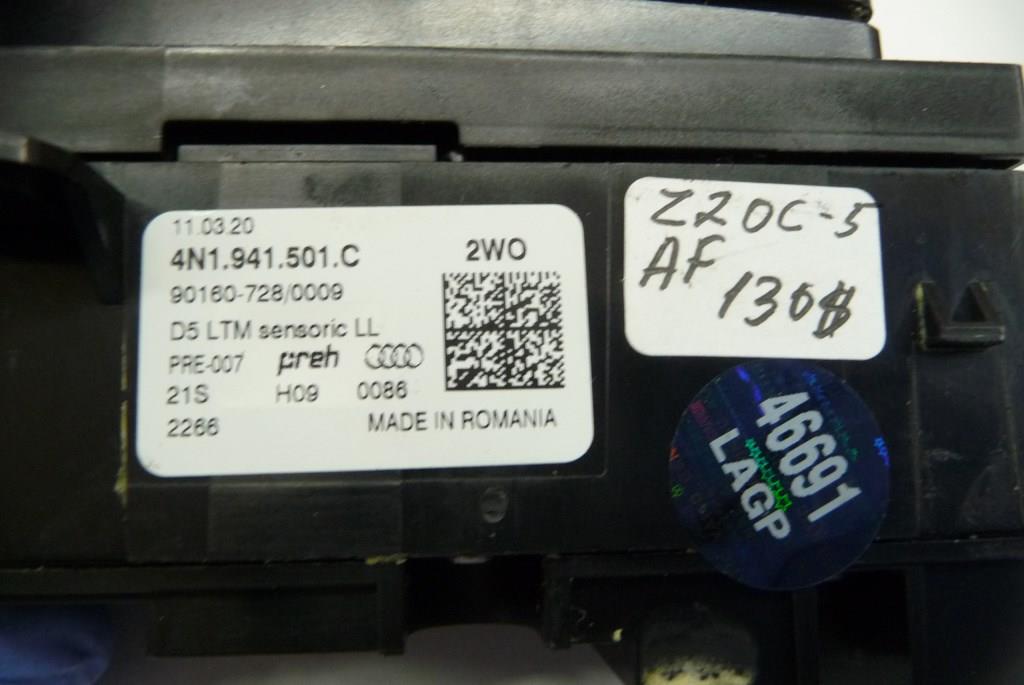 11.03.20
4N1.941.501.C
2WO
90160-728/0009
D5 LTM sensoric LL
PRE-007 preh
21S H09 0086
2266 MADE IN ROMANIA
Z20C-5
AF
130$
46691
LAGP